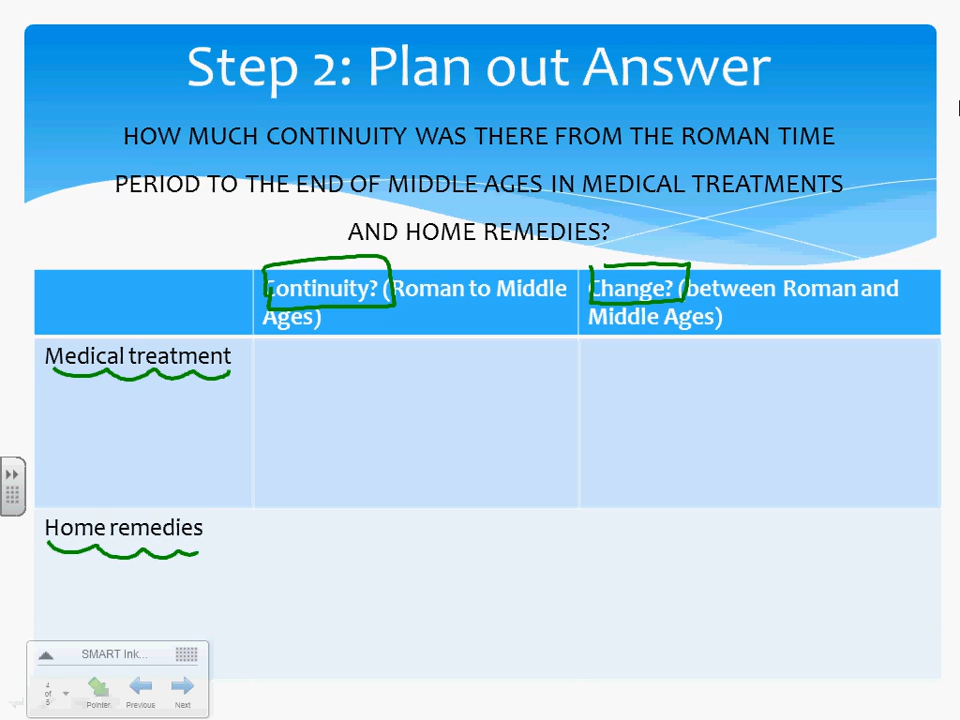 Step 2: Plan out Answer
HOW MUCH CONTINUITY WAS THERE FROM THE ROMAN TIME
PERIOD TO THE END OF MIDDLE AGES IN MEDICAL TREATMENTS
AND HOME REMEDIES?
Continuity? (Roman to Middle
Ages)
Change? (between Roman and
Middle Ages)
Medical treatment
Home remedies
SMART Ink...
of
5
Pointer
Previous
Next